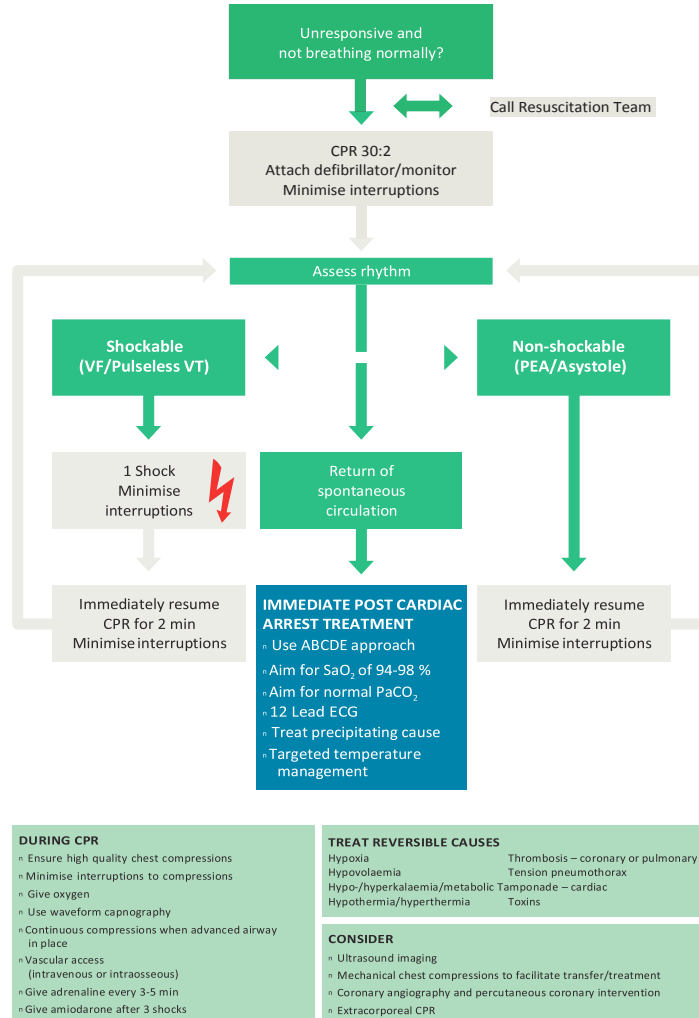 Unresponsive and
not breathing normally?
Call Resuscitation Team
CPR 30:2
Attach defibrillator/monitor
Minimise interruptions
Assess rhythm
Shockable
(VF/Pulseless VT)
Non-shockable
(PEA/Asystole)
1 Shock
Minimise
interruptions
Return of
spontaneous
circulation
Immediately resume
CPR for 2 min
Minimise interruptions
IMMEDIATE POST CARDIAC
ARREST TREATMENT
▫ Use ABCDE approach
▫ Aim for SaO₂ of 94-98 %
▫ Aim for normal PaCO₂
▫ 12 Lead ECG
▫ Treat precipitating cause
▫ Targeted temperature
management
Immediately resume
CPR for 2 min
Minimise interruptions
DURING CPR
▫ Ensure high quality chest compressions
▫ Minimise interruptions to compressions
▫ Give oxygen
▫ Use waveform capnography
▫ Continuous compressions when advanced airway
in place
▫ Vascular access
(intravenous or intraosseous)
▫ Give adrenaline every 3-5 min
▫ Give amiodarone after 3 shocks
TREAT REVERSIBLE CAUSES
Hypoxia Thrombosis – coronary or pulmonary
Hypovolaemia Tension pneumothorax
Hypo-/hyperkalaemia/metabolic Tamponade – cardiac
Hypothermia/hyperthermia Toxins
CONSIDER
▫ Ultrasound imaging
▫ Mechanical chest compressions to facilitate transfer/treatment
▫ Coronary angiography and percutaneous coronary intervention
▫ Extracorporeal CPR